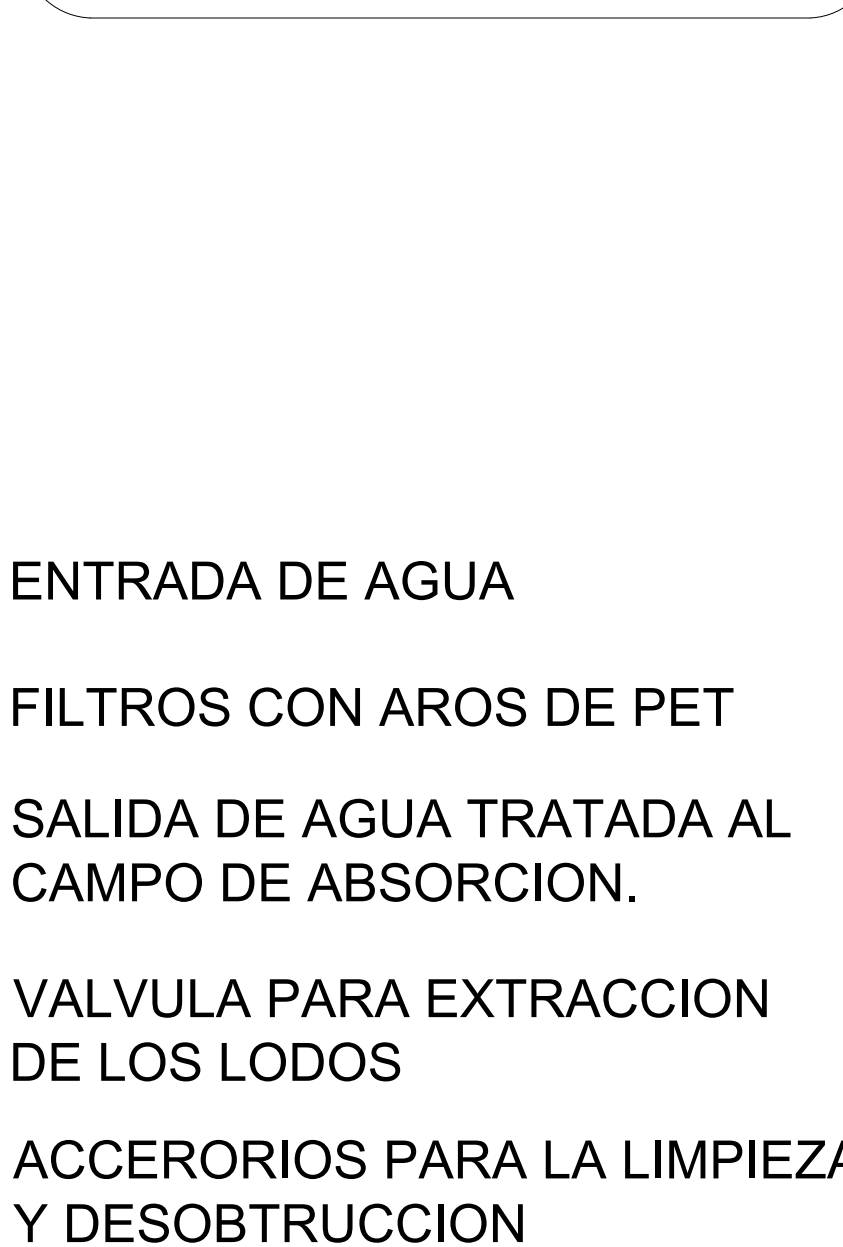 ENTRADA DE AGUA
FILTROS CON AROS DE PET
SALIDA DE AGUA TRATADA AL
CAMPO DE ABSORCION.
VALVULA PARA EXTRACCION
DE LOS LODOS
ACCERORIOS PARA LA LIMPIEZA
Y DESOBTRUCCION